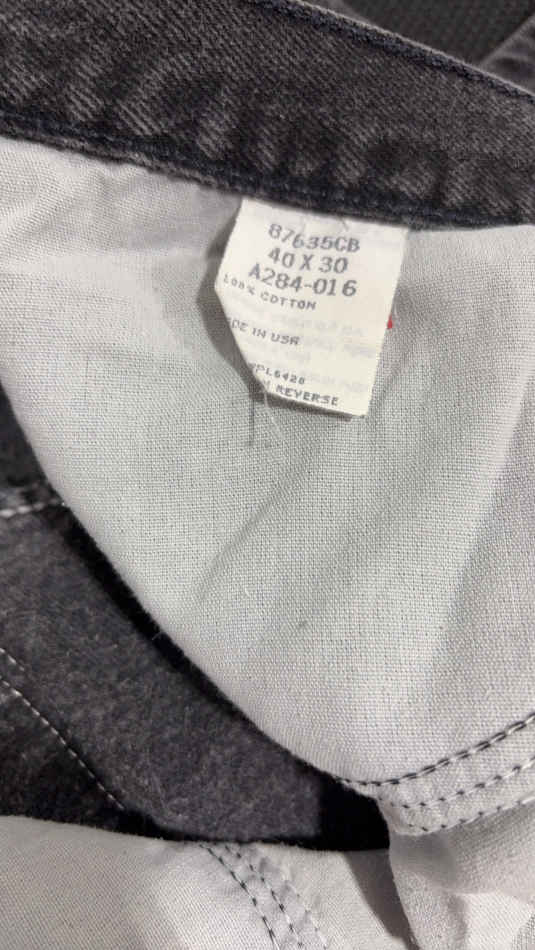 87635CB
40 X 30
A284-016
100% COTTON
DE IN USA
PL6428
REVERSE